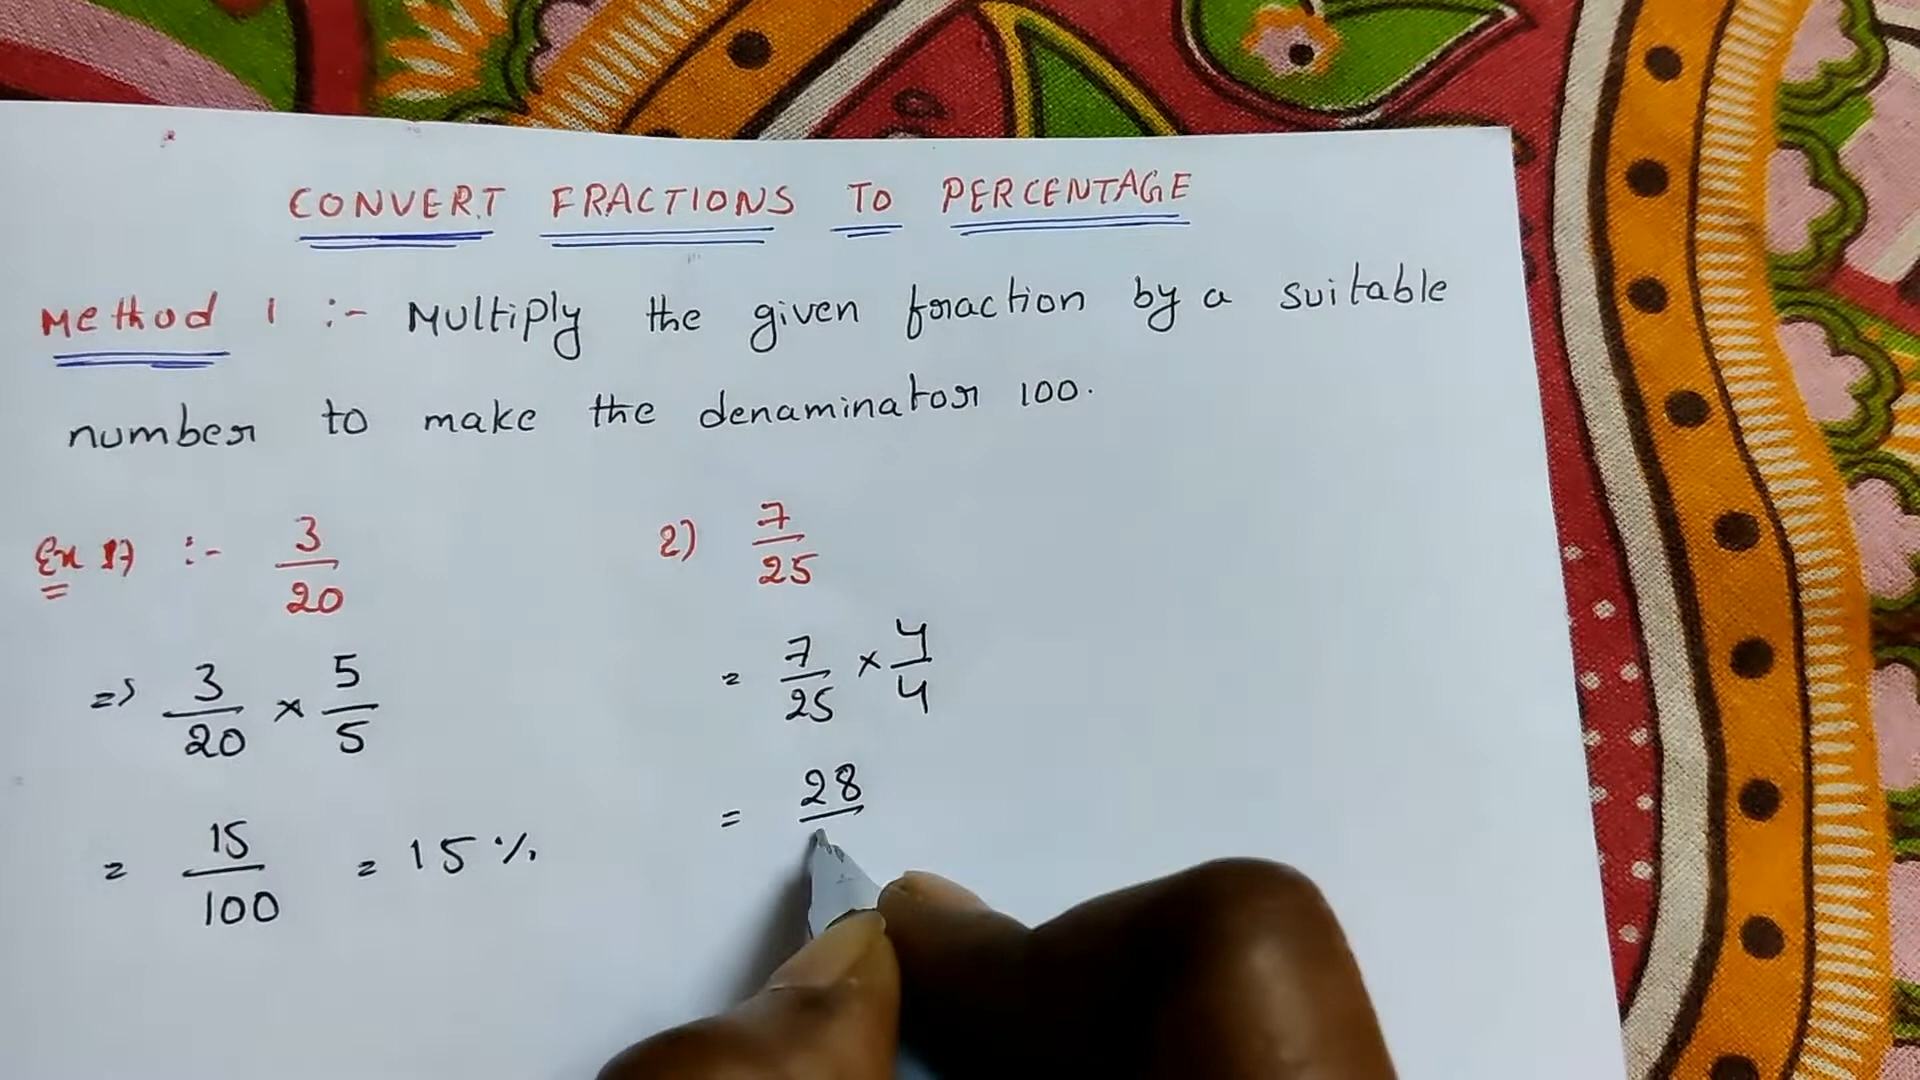 CONVERT FRACTIONS TO PERCENTAGE
Method 1 :- Multiply the given fraction by a suitable
number to make the denaminator 100.
Ex 1) :- 3/20
=> 3/20 × 5/5
= 15/100 = 15%
2) 7/25
= 7/25 × 4/4
= 28/